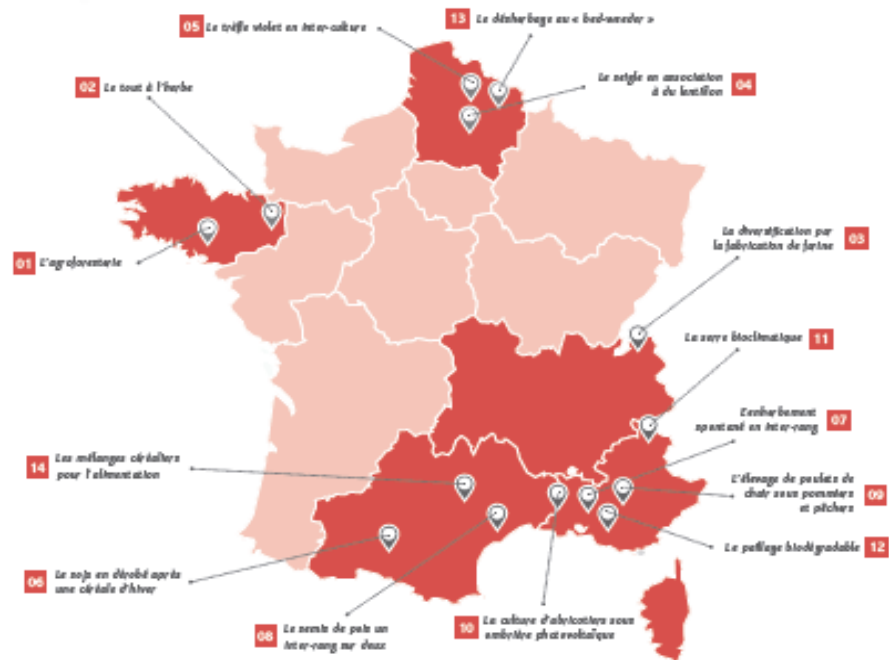 05 Le trèfle violet en inter-culture
13 Le désherbage au « bed-weeder »
02 Le tout à l'herbe
Le seigle en association
à du lentillon
04
01 L'agroforesterie
La diversification par
la fabrication de farine
03
La serre bioclimatique 11
L'enherbement
spontané en inter-rang
07
14
Les mélanges céréaliers
pour l'alimentation
L'élevage de poulets de
chair sous pommiers
et pêchers
09
Le paillage biodégradable 12
06
Le soja en dérobé après
une céréale d'hiver
08
Le semis de pois un
inter-rang sur deux
10
La culture d'abricotiers sous
ombrière photovoltaïque